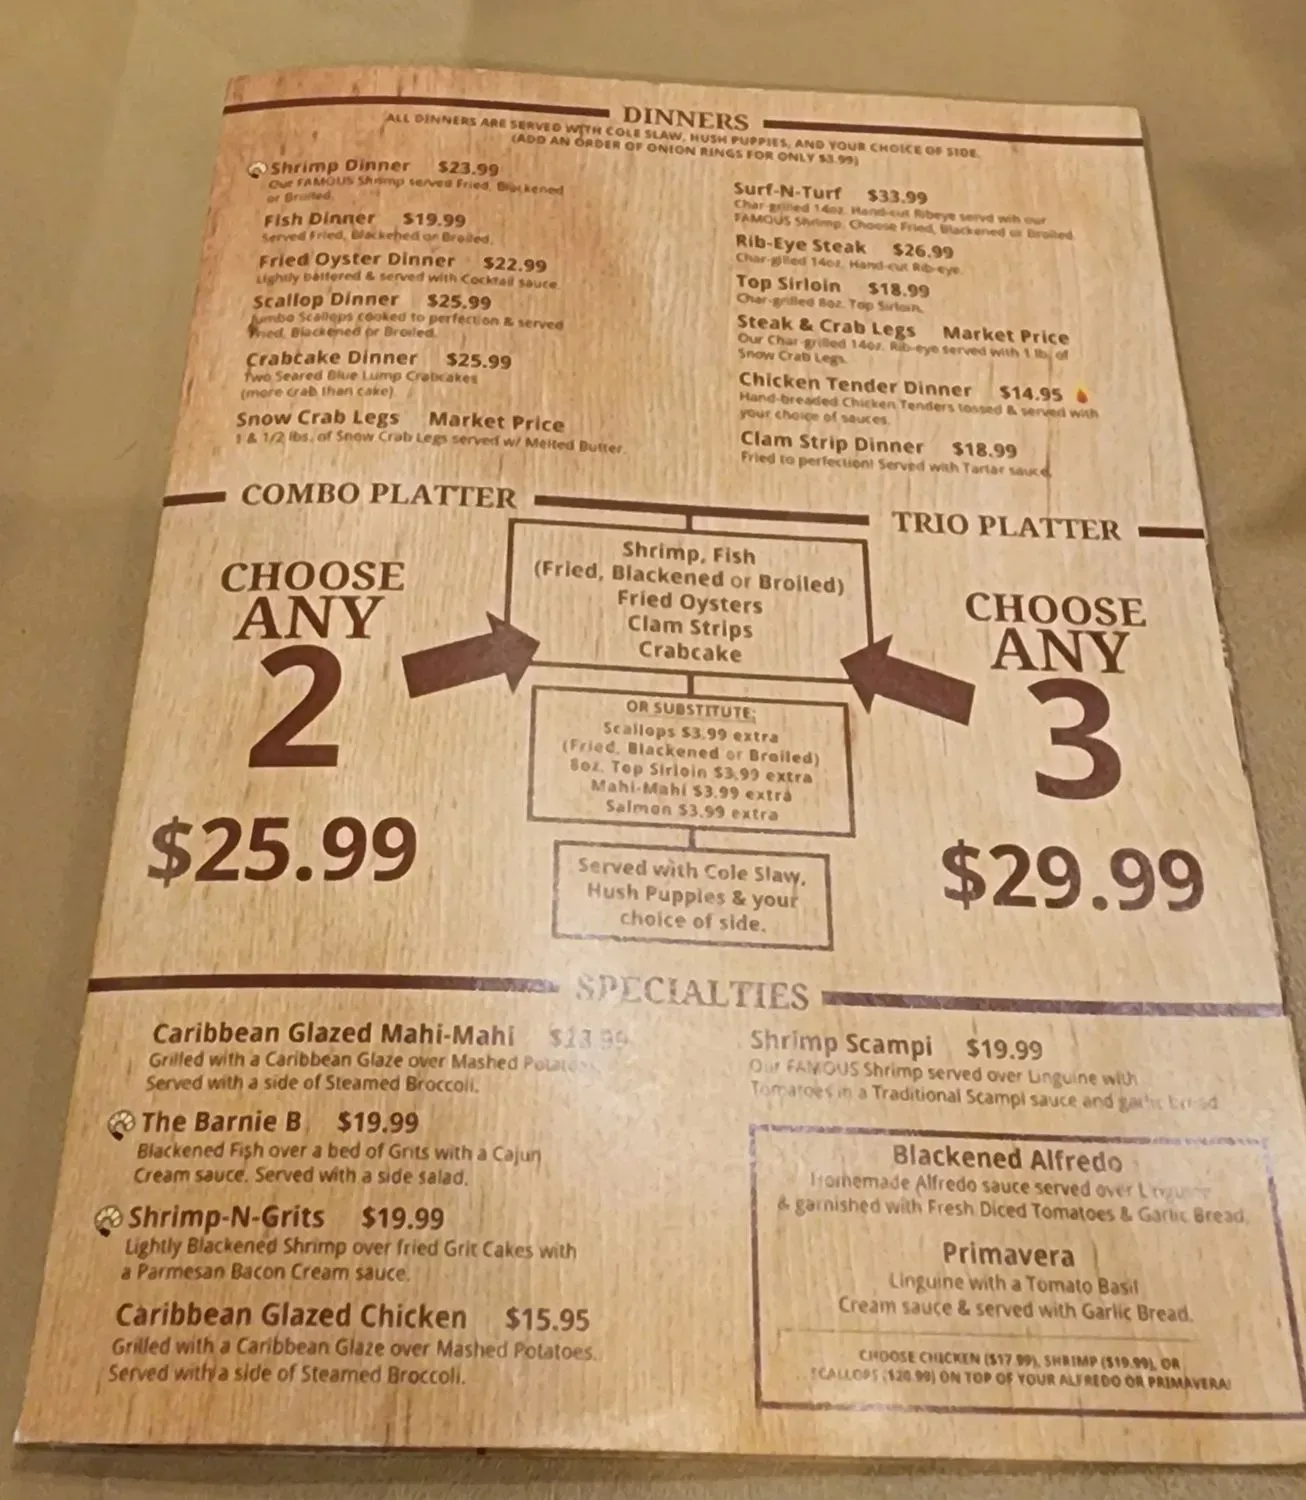 DINNERS
ALL DINNERS ARE SERVED WITH COLE SLAW, HUSH PUPPIES, AND YOUR CHOICE OF SIDE.
(ADD AN ORDER OF ONION RINGS FOR ONLY $3.99)
Shrimp Dinner $23.99
Our FAMOUS Shrimp served Fried, Blackened
or Broiled.
Fish Dinner $19.99
Served Fried, Blackened or Broiled.
Fried Oyster Dinner $22.99
Lightly battered & served with Cocktail sauce.
Scallop Dinner $25.99
Jumbo Scallops cooked to perfection & served
Fried, Blackened or Broiled.
Crabcake Dinner $25.99
Two Seared Blue Lump Crabcakes
(more crab than cake)
Snow Crab Legs Market Price
1 & 1/2 lbs. of Snow Crab Legs served w/ Melted Butter.
Surf-N-Turf $33.99
Char-grilled 14oz. Hand-cut Ribeye servd with our
FAMOUS Shrimp. Choose Fried, Blackened or Broiled.
Rib-Eye Steak $26.99
Char-grilled 14oz. Hand-cut Rib-eye.
Top Sirloin $18.99
Char-grilled 8oz. Top Sirloin.
Steak & Crab Legs Market Price
Our Char-grilled 14oz. Rib-eye served with 1 lb. of
Snow Crab Legs.
Chicken Tender Dinner $14.95
Hand-breaded Chicken Tenders tossed & served with
your choice of sauces.
Clam Strip Dinner $18.99
Fried to perfection! Served with Tartar sauce.
COMBO PLATTER
CHOOSE
ANY
2
$25.99
Shrimp, Fish
(Fried, Blackened or Broiled)
Fried Oysters
Clam Strips
Crabcake
OR SUBSTITUTE:
Scallops $3.99 extra
(Fried, Blackened or Broiled)
8oz. Top Sirloin $3.99 extra
Mahi-Mahi $3.99 extra
Salmon $3.99 extra
Served with Cole Slaw,
Hush Puppies & your
choice of side.
TRIO PLATTER
CHOOSE
ANY
3
$29.99
SPECIALTIES
Caribbean Glazed Mahi-Mahi
Grilled with a Caribbean Glaze over Mashed Potatoes.
Served with a side of Steamed Broccoli.
The Barnie B $19.99
Blackened Fish over a bed of Grits with a Cajun
Cream sauce. Served with a side salad.
Shrimp-N-Grits $19.99
Lightly Blackened Shrimp over fried Grit Cakes with
a Parmesan Bacon Cream sauce.
Caribbean Glazed Chicken $15.95
Grilled with a Caribbean Glaze over Mashed Potatoes.
Served with a side of Steamed Broccoli.
Shrimp Scampi $19.99
Our FAMOUS Shrimp served over Linguine with
Tomatoes in a Traditional Scampi sauce and garlic bread.
Blackened Alfredo
Homemade Alfredo sauce served over Linguine
& garnished with Fresh Diced Tomatoes & Garlic Bread.
Primavera
Linguine with a Tomato Basil
Cream sauce & served with Garlic Bread.
CHOOSE CHICKEN ($17.99), SHRIMP ($19.99), OR
SCALLOPS ($20.99) ON TOP OF YOUR ALFREDO OR PRIMAVERA!